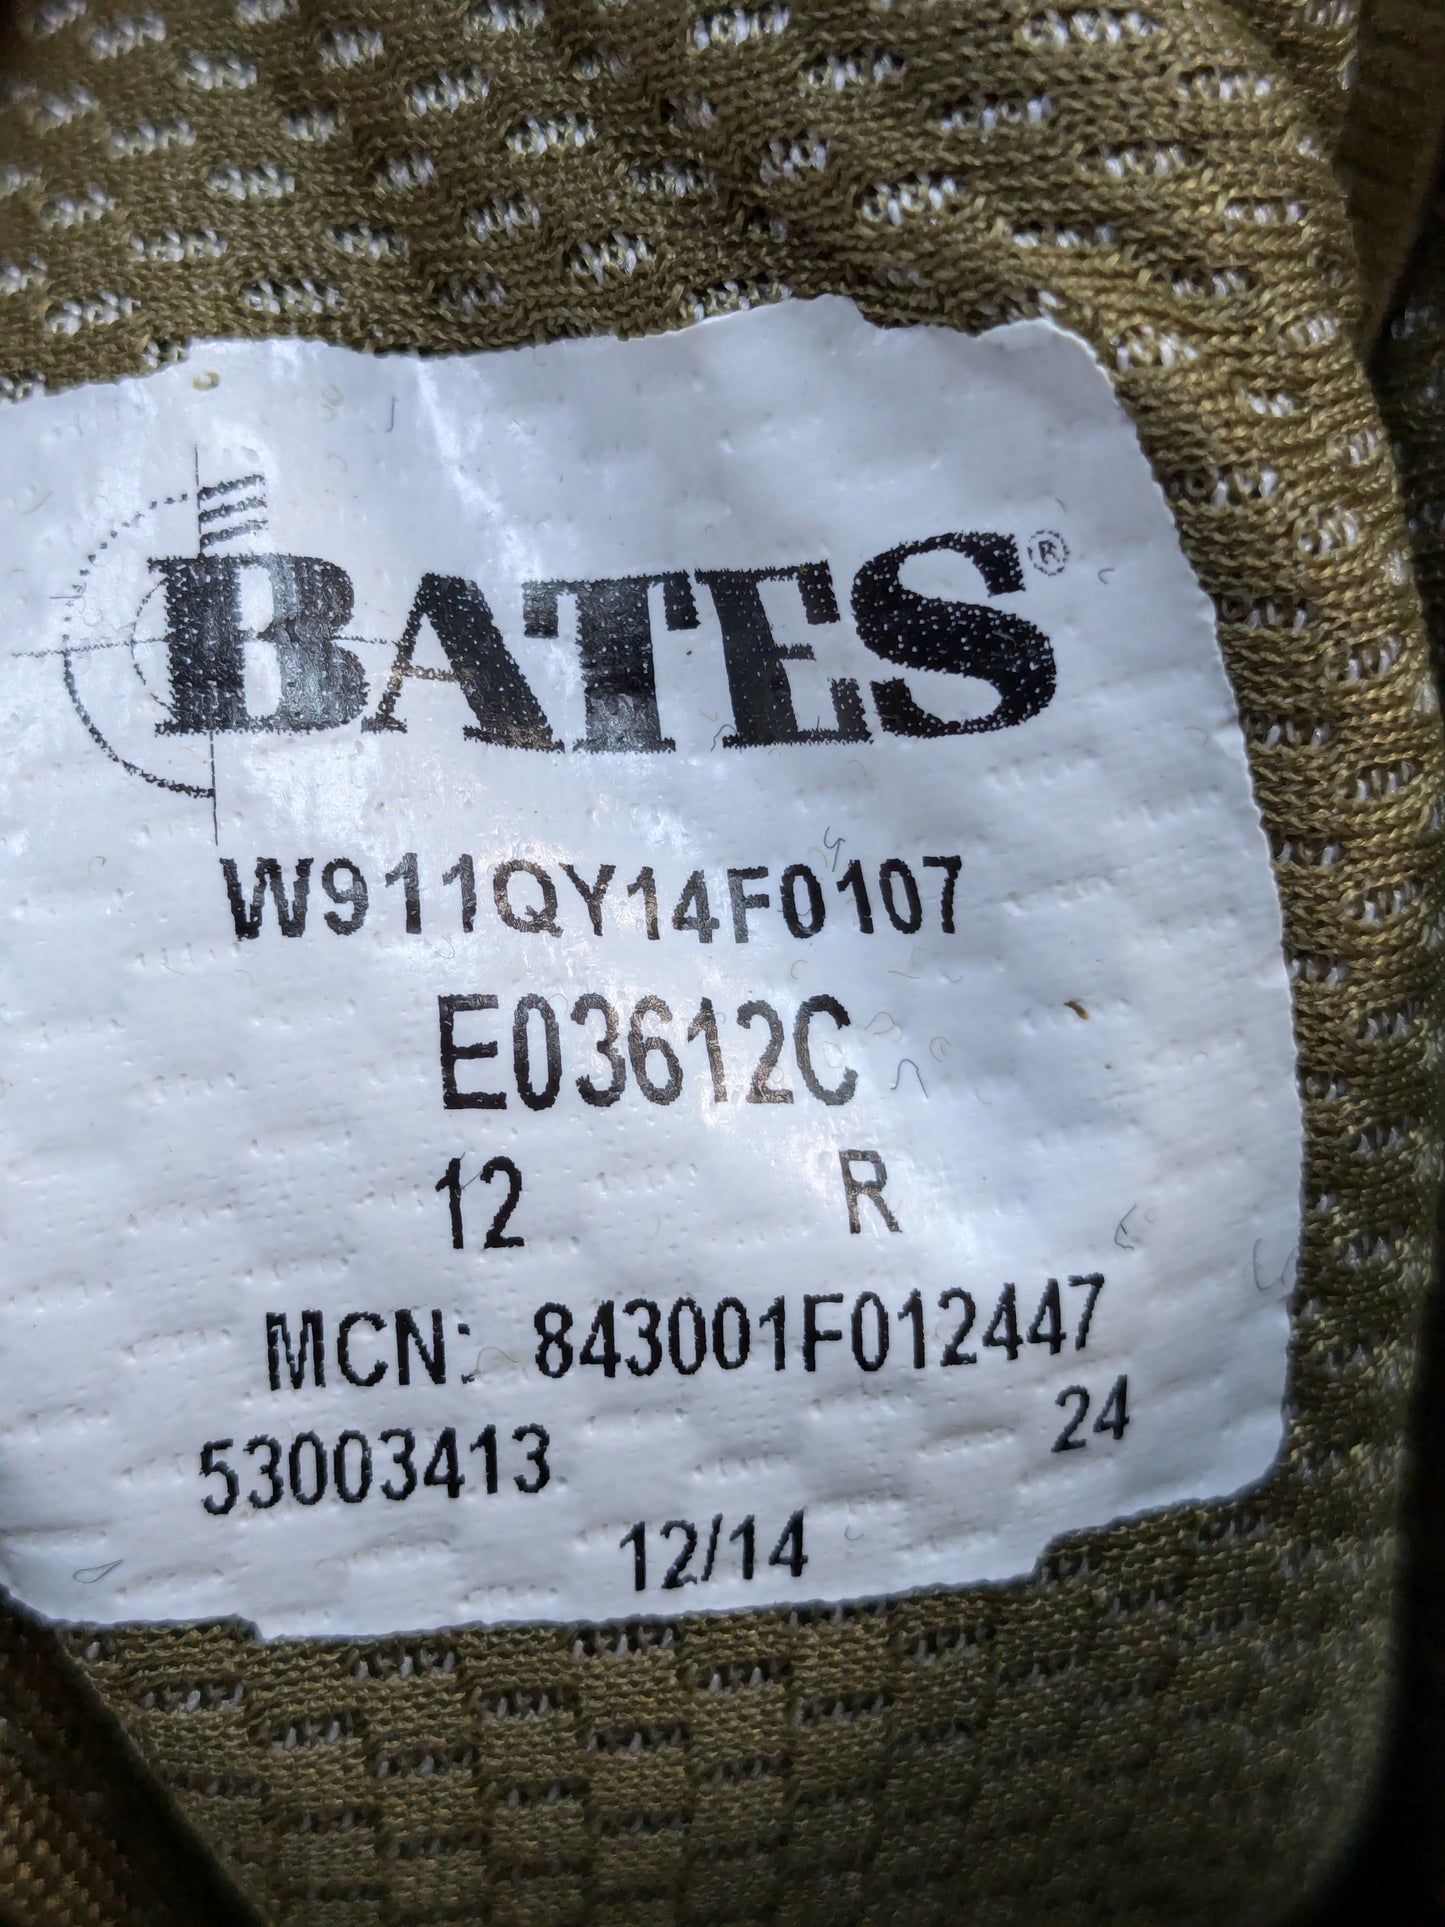 BATES®
W911QY14F0107
E03612C
12 R
MCN: 843001F012447
53003413 24
12/14